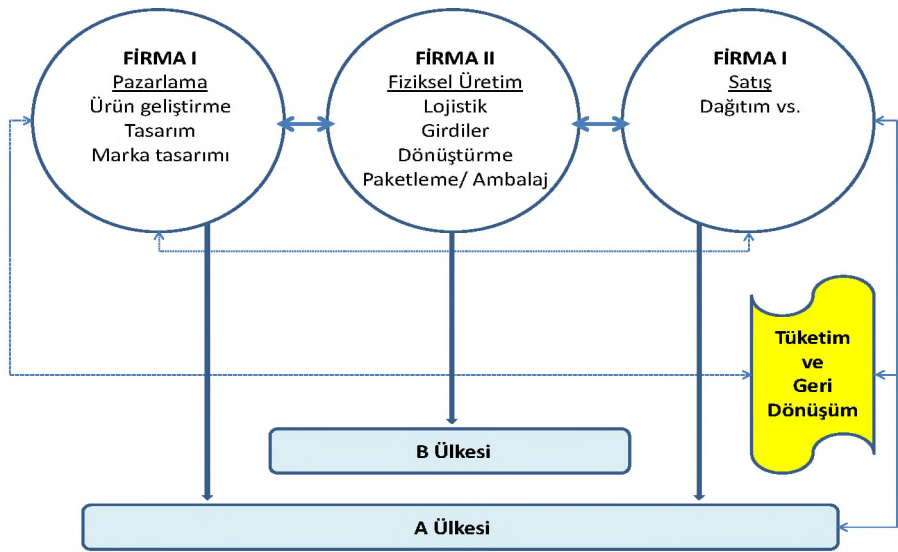 FİRMA I
Pazarlama
Ürün geliştirme
Tasarım
Marka tasarımı
FİRMA II
Fiziksel Üretim
Lojistik
Girdiler
Dönüştürme
Paketleme/ Ambalaj
FİRMA I
Satış
Dağıtım vs.
Tüketim
ve
Geri
Dönüşüm
B Ülkesi
A Ülkesi